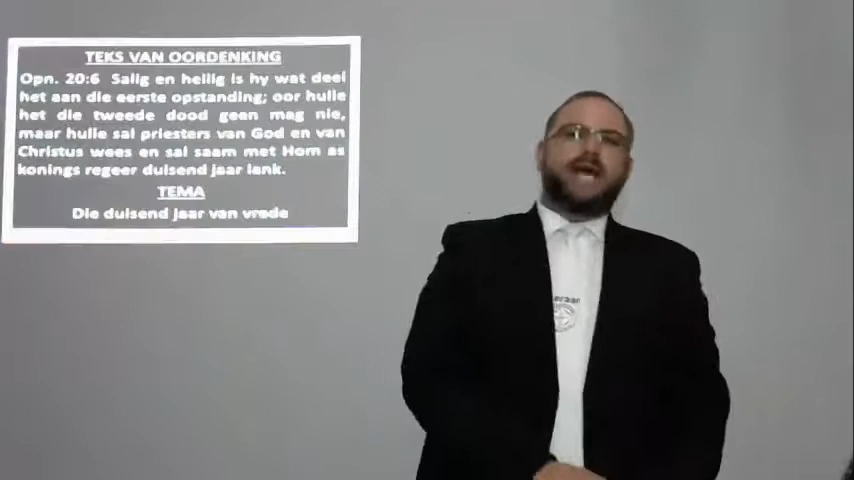 TEKS VAN OORDENKING
Opn. 20:6 Salig en heilig is hy wat deel
het aan die eerste opstanding; oor hulle
het die tweede dood geen mag nie,
maar hulle sal priesters van God en van
Christus wees en sal saam met Hom as
konings regeer duisend jaar lank.
TEMA
Die duisend jaar van vrede